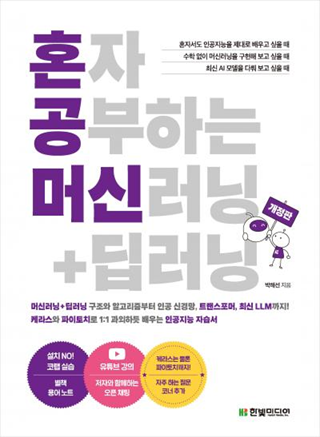 혼자서도 인공지능을 제대로 배우고 싶을 때
수학 없이 머신러닝을 구현해 보고 싶을 때
최신 AI 모델을 다뤄 보고 싶을 때
혼자
공부하는
머신러닝
+딥러닝
개정판
박해선 지음
머신러닝+딥러닝 구조와 알고리즘부터 인공 신경망, 트랜스포머, 최신 LLM까지!
케라스와 파이토치로 1:1 과외하듯 배우는 인공지능 자습서
설치 NO!
코랩 실습
별책
용어 노트
유튜브 강의
저자와 함께하는
오픈 채팅
케라스는 물론
파이토치까지!
자주 하는 질문
코너 추가
한빛미디어